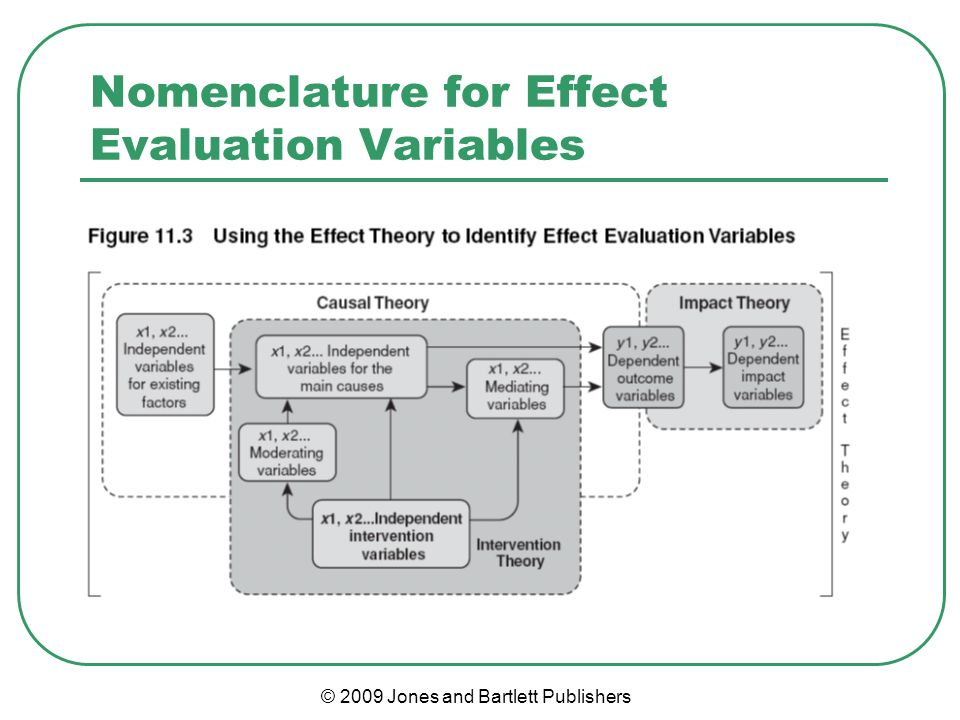 Nomenclature for Effect
Evaluation Variables
Figure 11.3 Using the Effect Theory to Identify Effect Evaluation Variables
Causal Theory
Impact Theory
x1, x2...
Independent
variables
for existing
factors
x1, x2... Independent
variables for the
main causes
x1, x2...
Mediating
variables
y1, y2...
Dependent
outcome
variables
y1, y2...
Dependent
impact
variables
x1, x2...
Moderating
variables
x1, x2...Independent
intervention
variables
Intervention
Theory
Effect Theory
© 2009 Jones and Bartlett Publishers